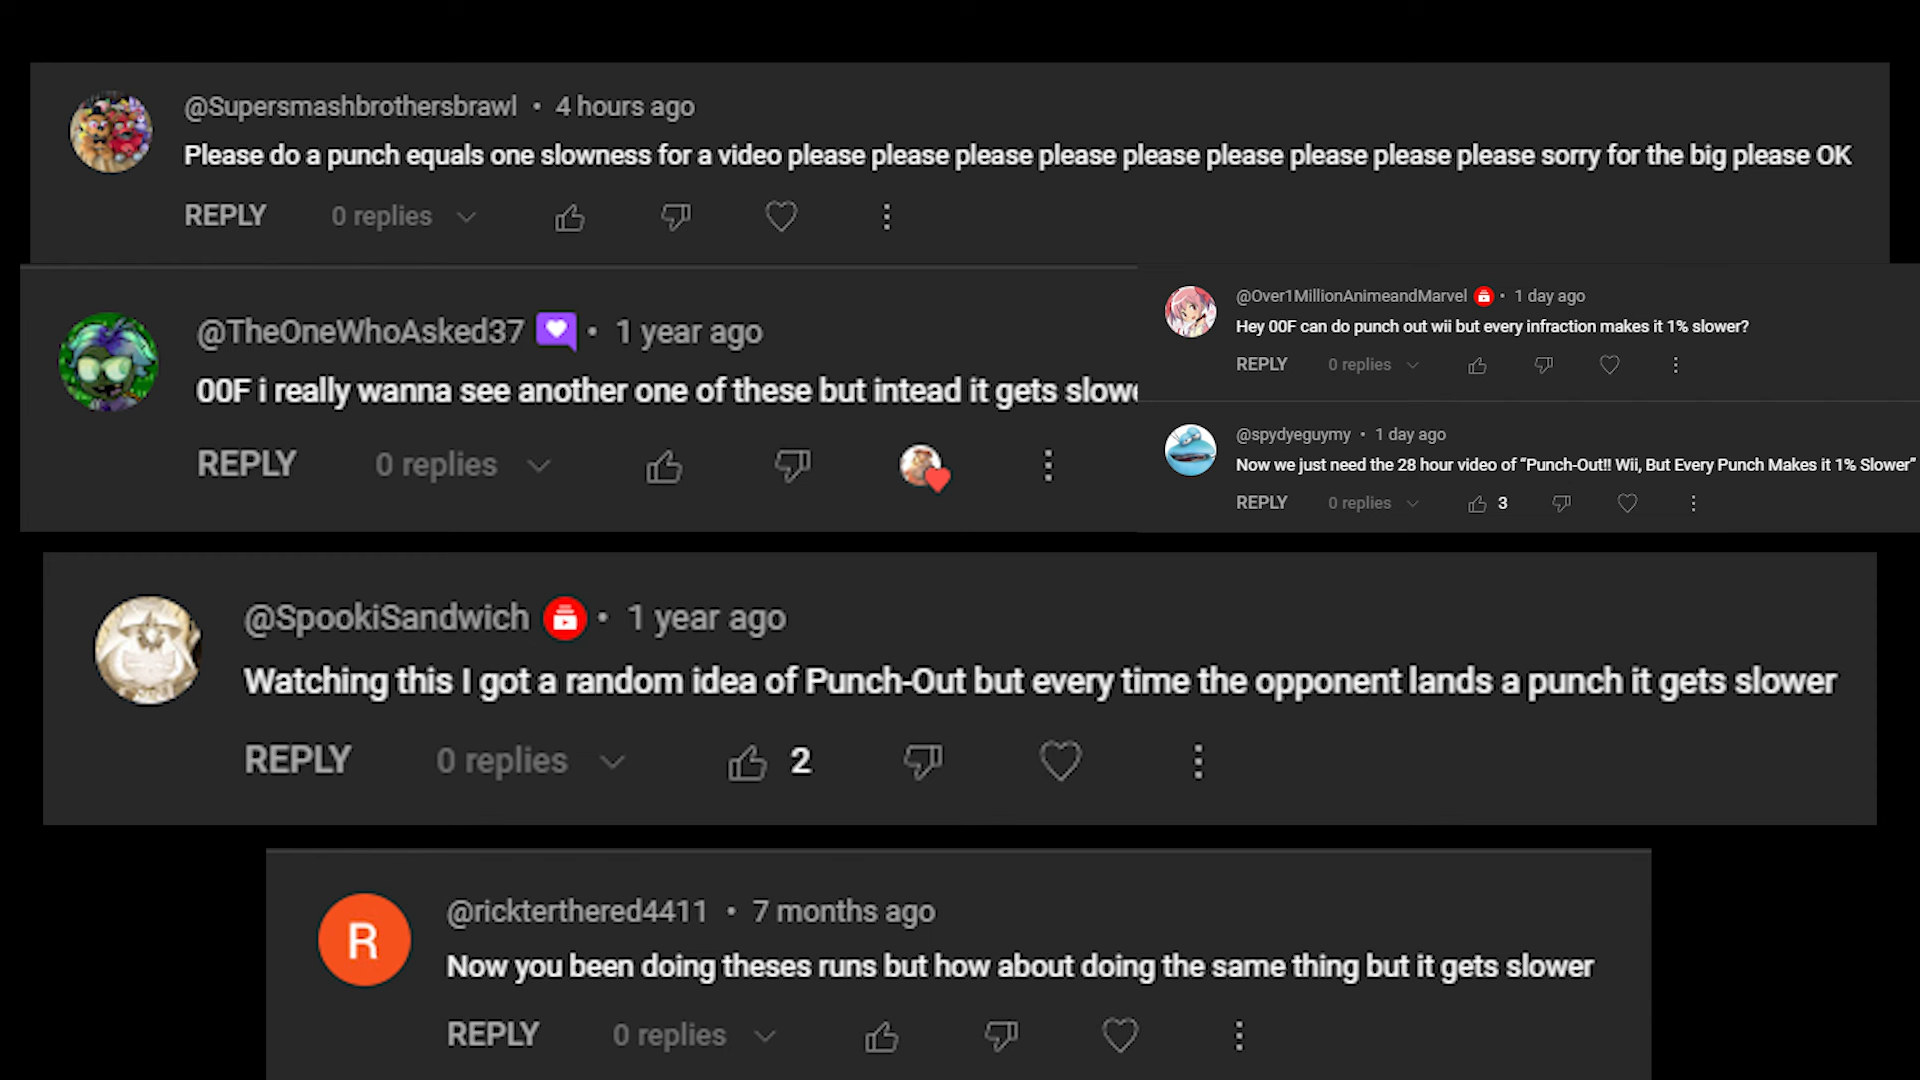 @Supersmashbrothersbrawl • 4 hours ago
Please do a punch equals one slowness for a video please please please please please please please please please sorry for the big please OK
REPLY 0 replies
@TheOneWhoAsked37 • 1 year ago
00F i really wanna see another one of these but intead it gets slowe
REPLY 0 replies
@Over1MillionAnimeandMarvel • 1 day ago
Hey 00F can do punch out wii but every infraction makes it 1% slower?
REPLY 0 replies
@spydyeguymy • 1 day ago
Now we just need the 28 hour video of “Punch-Out!! Wii, But Every Punch Makes it 1% Slower”
REPLY 0 replies 3
@SpookiSandwich • 1 year ago
Watching this I got a random idea of Punch-Out but every time the opponent lands a punch it gets slower
REPLY 0 replies 2
R
@rickterthered4411 • 7 months ago
Now you been doing theses runs but how about doing the same thing but it gets slower
REPLY 0 replies